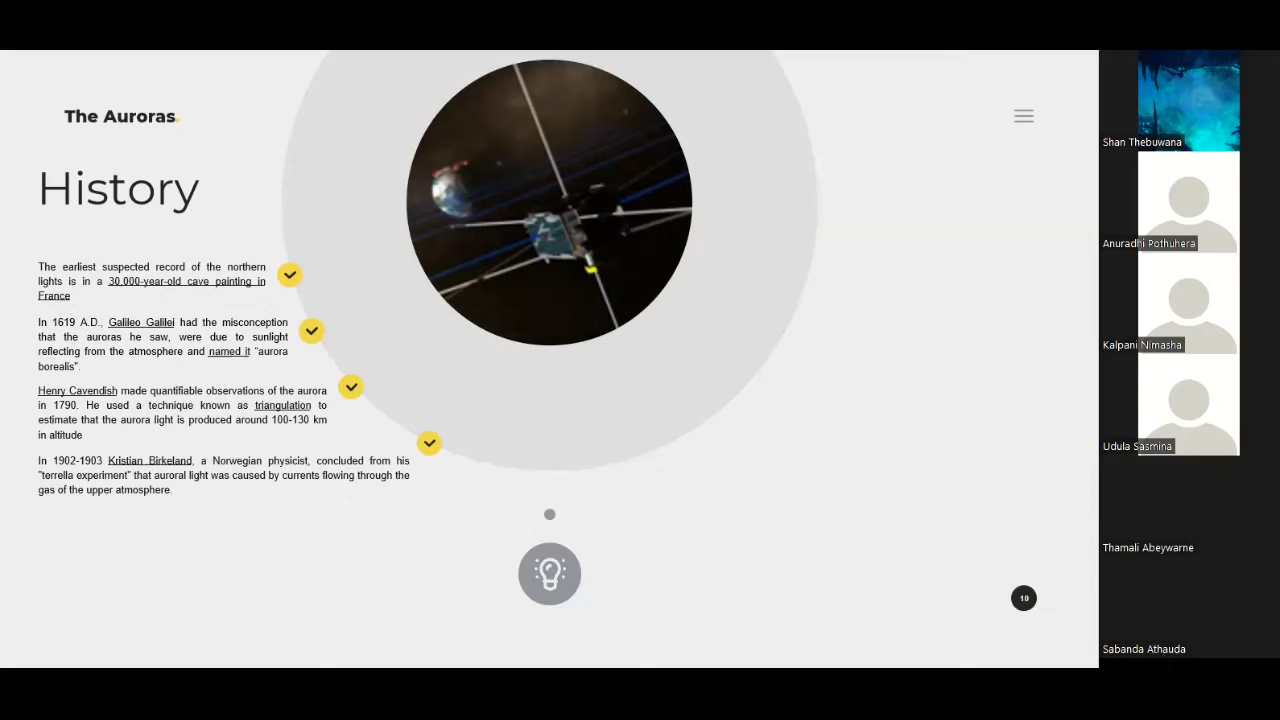 The Auroras.
History
The earliest suspected record of the northern
lights is in a 30,000-year-old cave painting in
France
In 1619 A.D., Galileo Galilei had the misconception
that the auroras he saw, were due to sunlight
reflecting from the atmosphere and named it "aurora
borealis".
Henry Cavendish made quantifiable observations of the aurora
in 1790. He used a technique known as triangulation to
estimate that the aurora light is produced around 100-130 km
in altitude
In 1902-1903 Kristian Birkeland, a Norwegian physicist, concluded from his
"terrella experiment" that auroral light was caused by currents flowing through the
gas of the upper atmosphere.
10
Shan Thebuwana
Anuradhi Pothuhera
Kalpani Nimasha
Udula Sasmina
Thamali Abeywarne
Sabanda Athauda